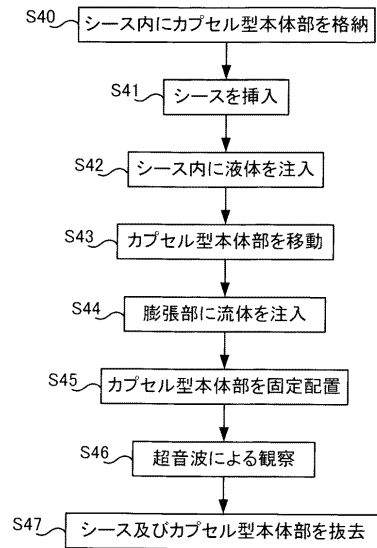 S40 シース内にカプセル型本体部を格納
S41 シースを挿入
S42 シース内に液体を注入
S43 カプセル型本体部を移動
S44 膨張部に流体を注入
S45 カプセル型本体部を固定配置
S46 超音波による観察
S47 シース及びカプセル型本体部を抜去